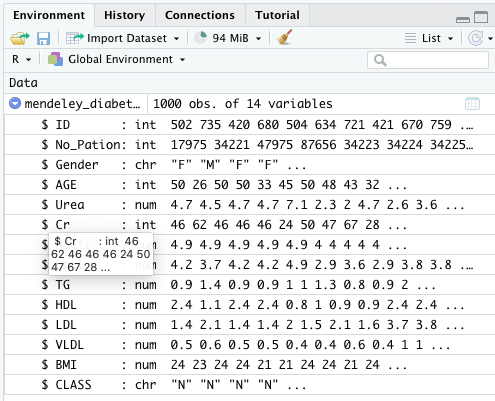 Environment History Connections Tutorial
Import Dataset 94 MiB List
R Global Environment
Data
mendeley_diabet… 1000 obs. of 14 variables
$ ID : int 502 735 420 680 504 634 721 421 670 759 ...
$ No_Pation: int 17975 34221 47975 87656 34223 34224 34225...
$ Gender : chr "F" "M" "F" "F" ...
$ AGE : int 50 26 50 50 33 45 50 48 43 32 ...
$ Urea : num 4.7 4.5 4.7 4.7 7.1 2.3 2 4.7 2.6 3.6 ...
$ Cr : int 46 62 46 46 46 24 50 47 67 28 ...
$ Cr : int 46
62 46 46 46 24 50
47 67 28 ...
: num 4.9 4.9 4.9 4.9 4.9 4 4 4 4 4 ...
: num 4.2 3.7 4.2 4.2 4.9 2.9 3.6 2.9 3.8 3.8 ...
$ TG : num 0.9 1.4 0.9 0.9 1 1 1.3 0.8 0.9 2 ...
$ HDL : num 2.4 1.1 2.4 2.4 0.8 1 0.9 0.9 2.4 2.4 ...
$ LDL : num 1.4 2.1 1.4 1.4 2 1.5 2.1 1.6 3.7 3.8 ...
$ VLDL : num 0.5 0.6 0.5 0.5 0.4 0.4 0.6 0.4 1 1 ...
$ BMI : num 24 23 24 24 21 21 24 24 21 24 ...
$ CLASS : chr "N" "N" "N" "N" ...